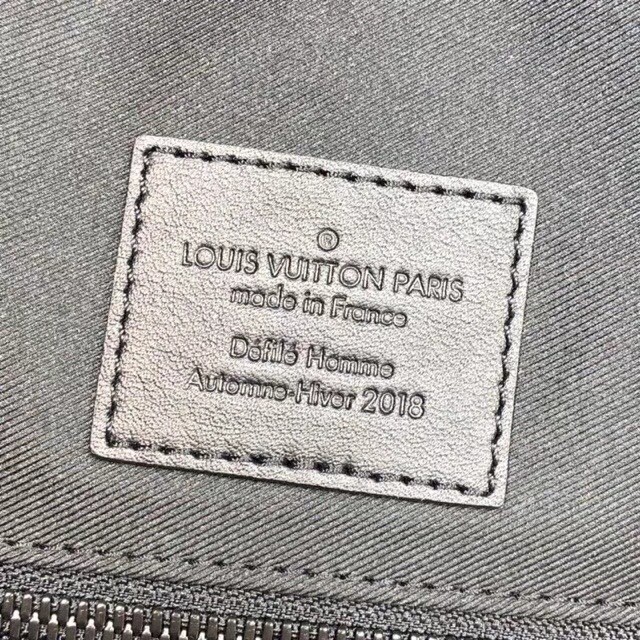 ®
LOUIS VUITTON PARIS
made in France
Défilé Homme
Automne-Hiver 2018